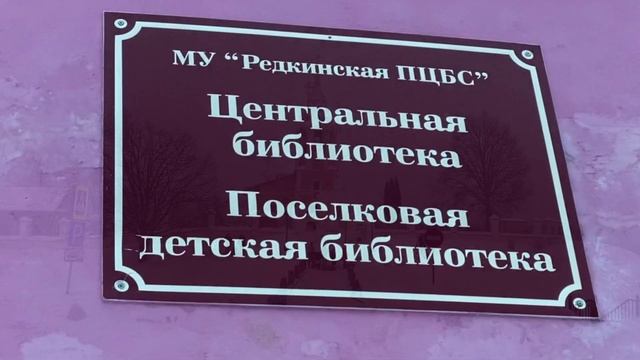 МУ “Редкинская ПЦБС”
Центральная
библиотека
Поселковая
детская библиотека